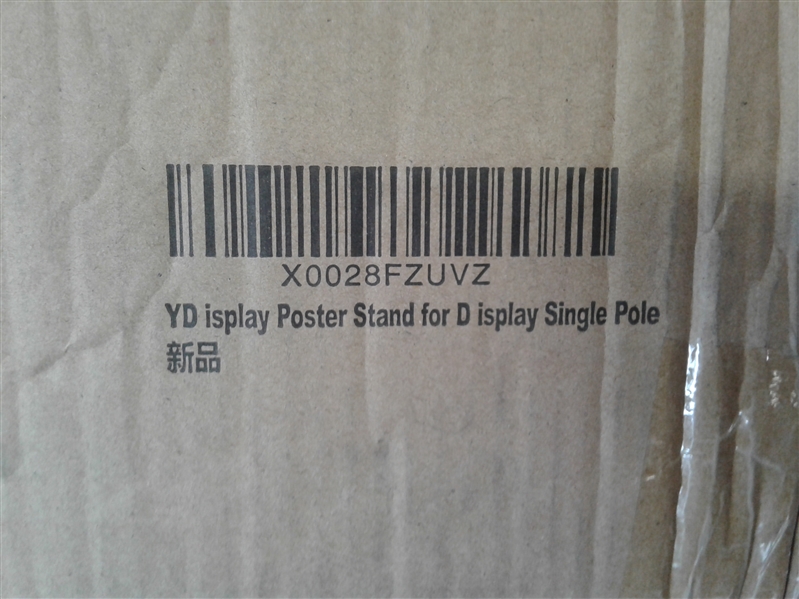 X0028FZUVZ
YD isplay Poster Stand for D isplay Single Pole
新品